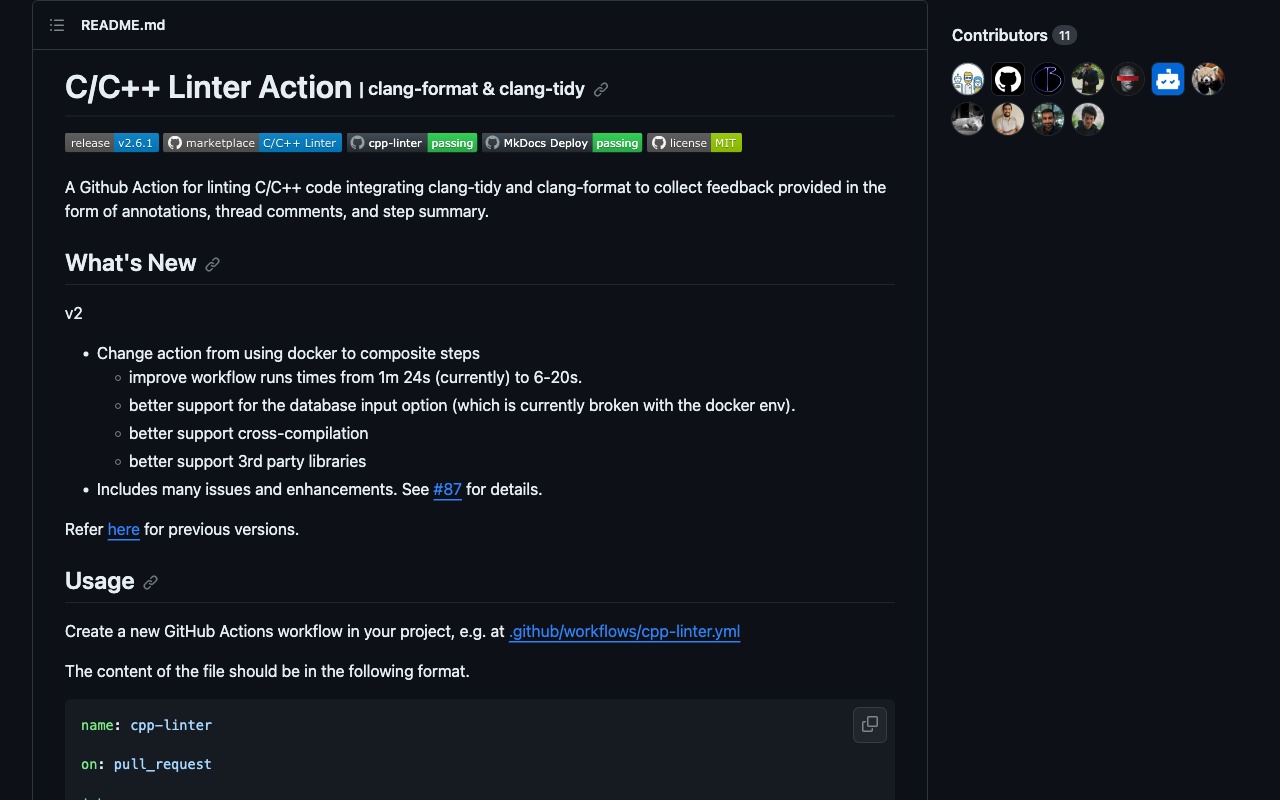 README.md
C/C++ Linter Action | clang-format & clang-tidy
release v2.6.1 marketplace C/C++ Linter cpp-linter passing MkDocs Deploy passing license MIT
A Github Action for linting C/C++ code integrating clang-tidy and clang-format to collect feedback provided in the
form of annotations, thread comments, and step summary.
What's New
v2
Change action from using docker to composite steps
improve workflow runs times from 1m 24s (currently) to 6-20s.
better support for the database input option (which is currently broken with the docker env).
better support cross-compilation
better support 3rd party libraries
Includes many issues and enhancements. See #87 for details.
Refer here for previous versions.
Usage
Create a new GitHub Actions workflow in your project, e.g. at .github/workflows/cpp-linter.yml
The content of the file should be in the following format.
name: cpp-linter
on: pull_request
Contributors 11